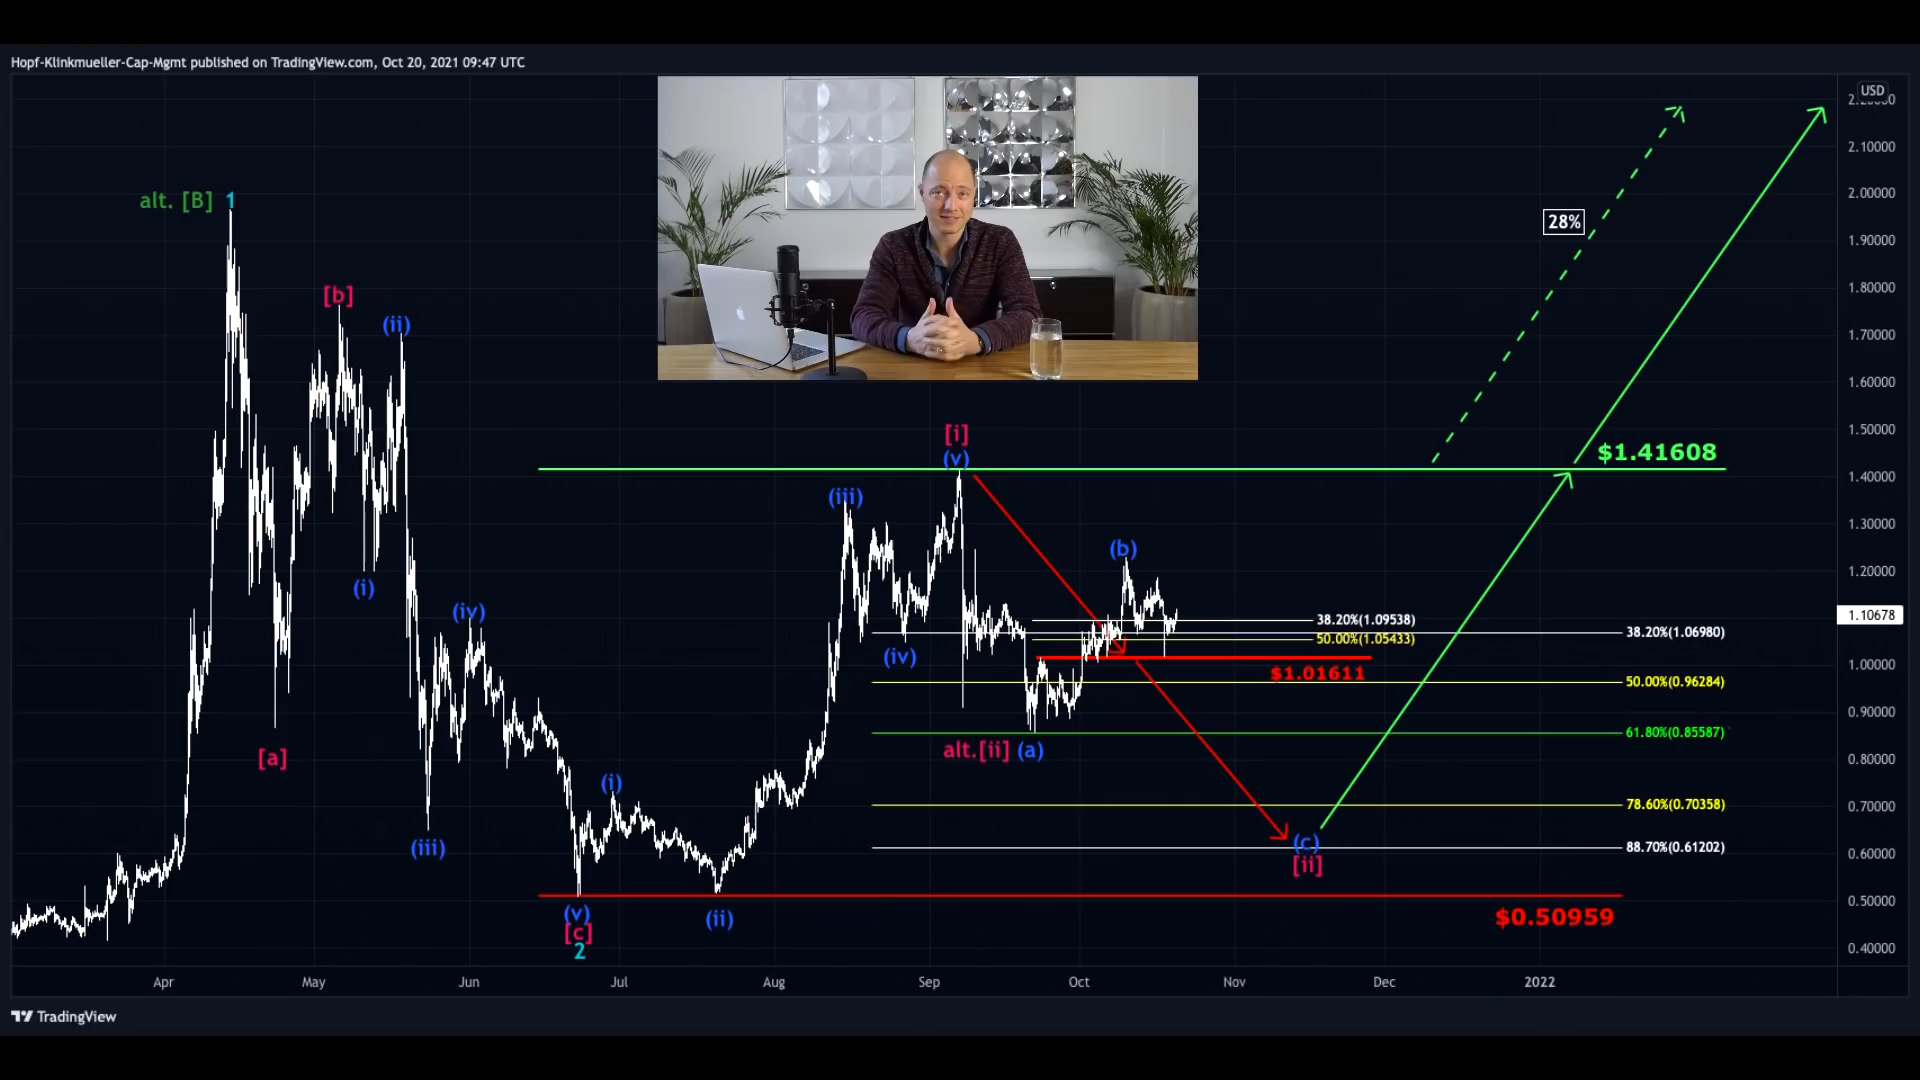 Hopf-Klinkmueller-Cap-Mgmt published on TradingView.com, Oct 20, 2021 09:47 UTC
USD
2.10000
2.00000
1.90000
1.80000
1.70000
1.60000
1.50000
1.40000
1.30000
1.20000
1.10678
1.00000
0.90000
0.80000
0.70000
0.60000
0.50000
0.40000
alt. [B] 1
28%
[b]
(ii)
[i]
(v)
$1.41608
(iii)
(b)
(i)
(iv)
38.20%(1.09538)
38.20%(1.06980)
50.00%(1.05433)
(iv)
$1.01611
50.00%(0.96284)
61.80%(0.85587)
alt.[ii] (a)
[a]
(i)
78.60%(0.70358)
(iii)
(c)
88.70%(0.61202)
[ii]
(v)
(ii)
$0.50959
[c]
2
Apr May Jun Jul Aug Sep Oct Nov Dec 2022
TradingView